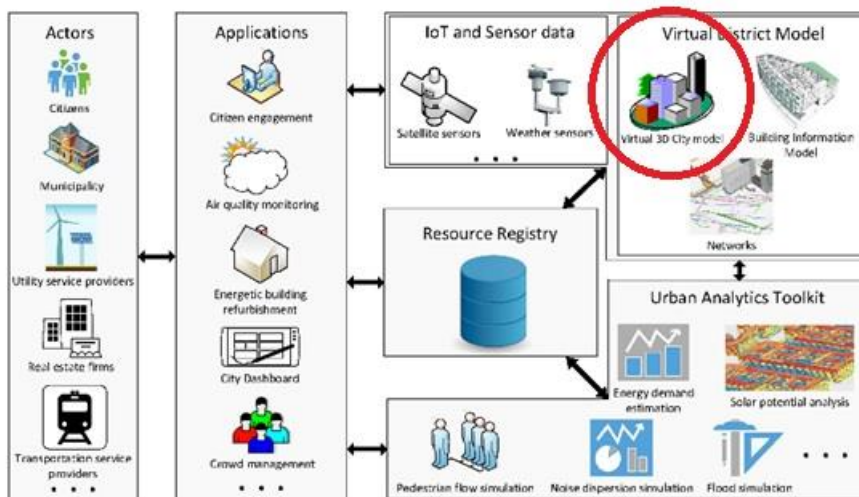 Actors
Citizens
Municipality
Utility service providers
Real estate firms
Transportation service
providers
• • •
Applications
Citizen engagement
Air quality monitoring
Energetic building
refurbishment
City Dashboard
Crowd management
• • •
IoT and Sensor data
Satellite sensors
Weather sensors
• • •
Virtual District Model
Virtual 3D City model
Building Information
Model
Networks
Resource Registry
Urban Analytics Toolkit
Energy demand
estimation
Solar potential analysis
Pedestrian flow simulation
Noise dispersion simulation
Flood simulation
• • •